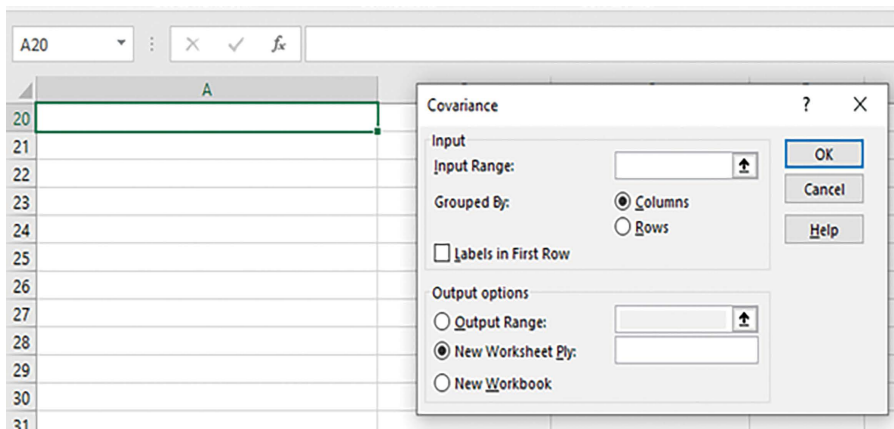 A20 fx
A
20
21
22
23
24
25
26
27
28
29
30
31
Covariance ?
Input
Input Range:
Grouped By: Columns
Rows
Labels in First Row
Output options
Output Range:
New Worksheet Ply:
New Workbook
OK
Cancel
Help